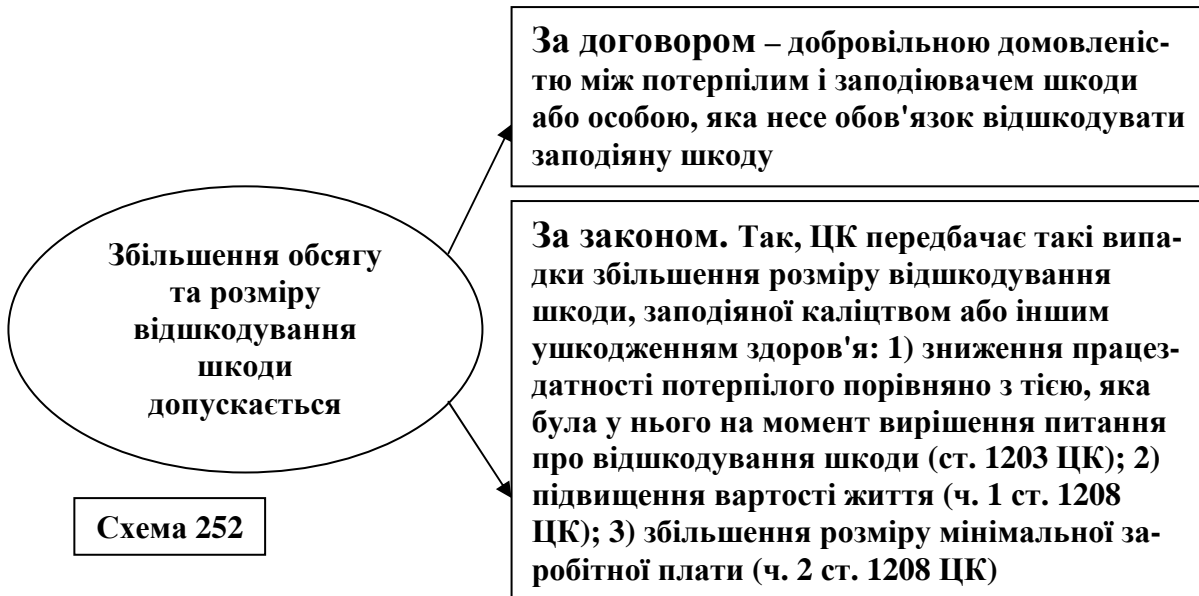 За договором – добровільною домовленіс-
тю між потерпілим і заподіювачем шкоди
або особою, яка несе обов'язок відшкодувати
заподіяну шкоду
Збільшення обсягу
та розміру
відшкодування
шкоди
допускається
За законом. Так, ЦК передбачає такі випа-
дки збільшення розміру відшкодування
шкоди, заподіяної каліцтвом або іншим
ушкодженням здоров'я: 1) зниження працез-
датності потерпілого порівняно з тією, яка
була у нього на момент вирішення питання
про відшкодування шкоди (ст. 1203 ЦК); 2)
підвищення вартості життя (ч. 1 ст. 1208
ЦК); 3) збільшення розміру мінімальної за-
робітної плати (ч. 2 ст. 1208 ЦК)
Схема 252